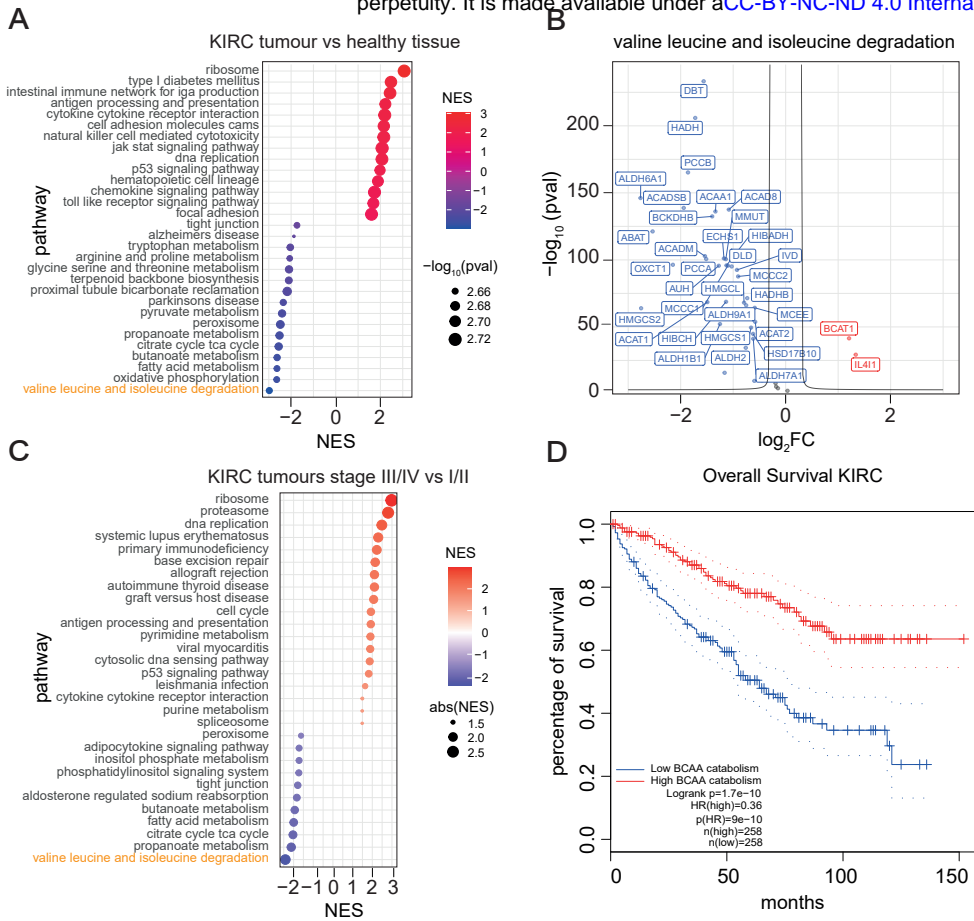 perpetuity. It is made available under aCC-BY-NC-ND 4.0 Interna
A
KIRC tumour vs healthy tissue
pathway
ribosome
type I diabetes mellitus
intestinal immune network for iga production
antigen processing and presentation
cytokine cytokine receptor interaction
cell adhesion molecules cams
natural killer cell mediated cytotoxicity
jak stat signaling pathway
dna replication
p53 signaling pathway
hematopoietic cell lineage
chemokine signaling pathway
toll like receptor signaling pathway
focal adhesion
tight junction
alzheimers disease
tryptophan metabolism
arginine and proline metabolism
glycine serine and threonine metabolism
terpenoid backbone biosynthesis
proximal tubule bicarbonate reclamation
parkinsons disease
pyruvate metabolism
peroxisome
propanoate metabolism
citrate cycle tca cycle
butanoate metabolism
fatty acid metabolism
oxidative phosphorylation
valine leucine and isoleucine degradation
−2 0 2
NES
NES
3
2
1
0
−1
−2
−log10(pval)
2.66
2.68
2.70
2.72
B
valine leucine and isoleucine degradation
−log10 (pval)
200
150
100
50
0
DBT
HADH
PCCB
ALDH6A1
ACADSB
ACAA1
ACAD8
BCKDHB
MMUT
ABAT
ECHS1
HIBADH
ACADM
DLD
IVD
OXCT1
PCCA
MCCC2
AUH
HMGCL
HADHB
MCCC1
ALDH9A1
MCEE
HMGCS2
BCAT1
ACAT1
HIBCH
HMGCS1
ACAT2
HSD17B10
IL4I1
ALDH1B1
ALDH2
ALDH7A1
−2 0 2
log2FC
C
KIRC tumours stage III/IV vs I/II
pathway
ribosome
proteasome
dna replication
systemic lupus erythematosus
primary immunodeficiency
base excision repair
allograft rejection
autoimmune thyroid disease
graft versus host disease
cell cycle
antigen processing and presentation
pyrimidine metabolism
viral myocarditis
cytosolic dna sensing pathway
p53 signaling pathway
leishmania infection
cytokine cytokine receptor interaction
purine metabolism
spliceosome
peroxisome
adipocytokine signaling pathway
inositol phosphate metabolism
phosphatidylinositol signaling system
tight junction
aldosterone regulated sodium reabsorption
butanoate metabolism
fatty acid metabolism
citrate cycle tca cycle
propanoate metabolism
valine leucine and isoleucine degradation
−2 −1 0 1 2 3
NES
NES
2
1
0
−1
−2
abs(NES)
1.5
2.0
2.5
D
Overall Survival KIRC
percentage of survival
1.0
0.8
0.6
0.4
0.2
0.0
Low BCAA catabolism
High BCAA catabolism
Logrank p=1.7e−10
HR(high)=0.36
p(HR)=9e−10
n(high)=258
n(low)=258
0 50 100 150
months